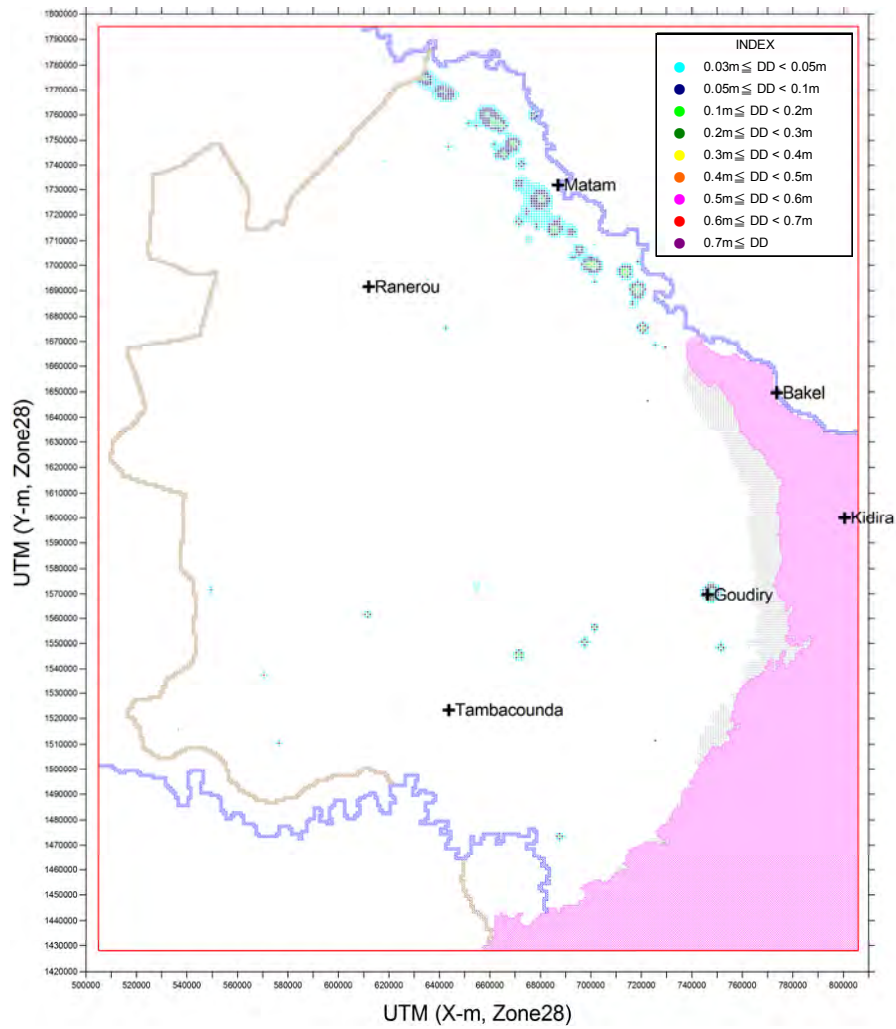 1800000
1790000
1780000
1770000
1760000
1750000
1740000
1730000
1720000
1710000
1700000
1690000
1680000
1670000
1660000
1650000
1640000
1630000
1620000
1610000
1600000
1590000
1580000
1570000
1560000
1550000
1540000
1530000
1520000
1510000
1500000
1490000
1480000
1470000
1460000
1450000
1440000
1430000
1420000
UTM (Y-m, Zone28)
INDEX
0.03m≦ DD < 0.05m
0.05m≦ DD < 0.1m
0.1m≦ DD < 0.2m
0.2m≦ DD < 0.3m
0.3m≦ DD < 0.4m
0.4m≦ DD < 0.5m
0.5m≦ DD < 0.6m
0.6m≦ DD < 0.7m
0.7m≦ DD
Matam
Ranerou
Bakel
Kidira
Goudiry
Tambacounda
500000 520000 540000 560000 580000 600000 620000 640000 660000 680000 700000 720000 740000 760000 780000 800000
UTM (X-m, Zone28)